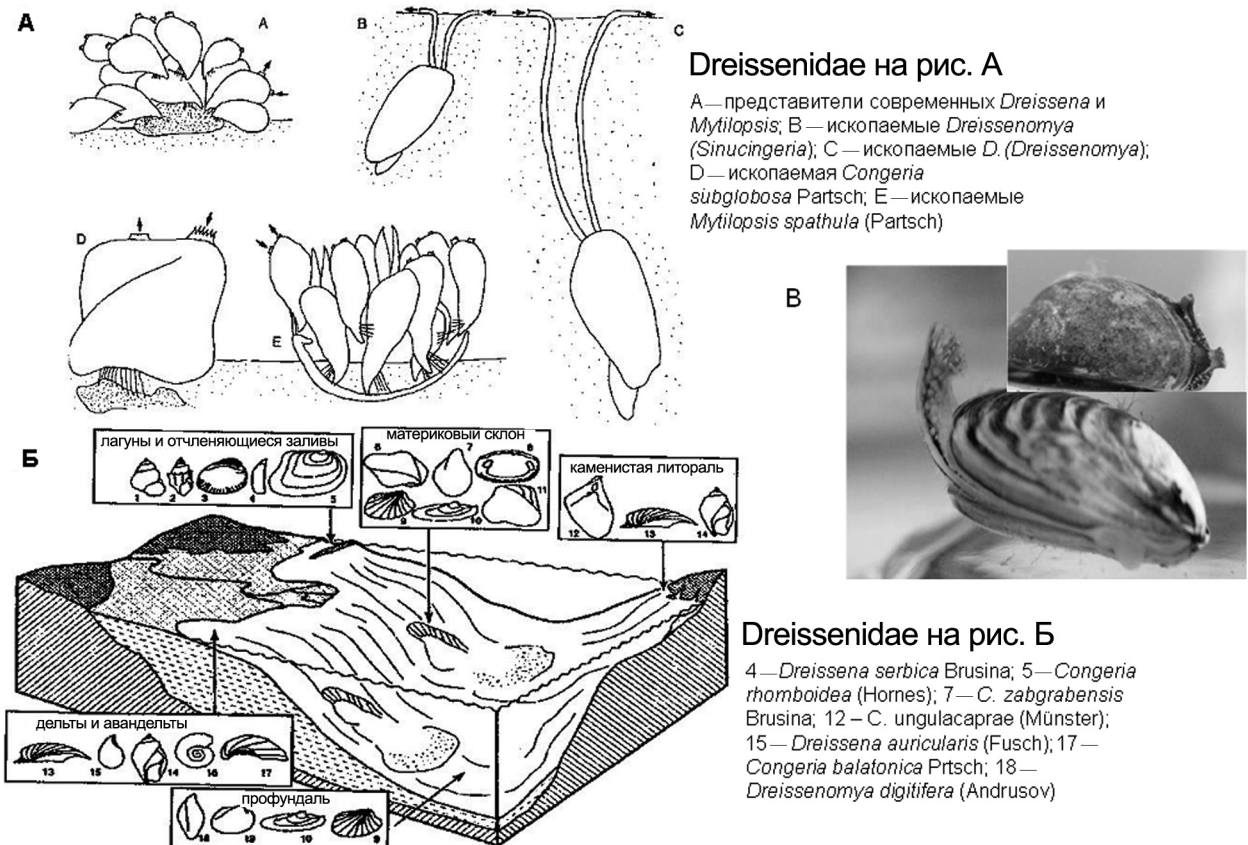 А
A
B
C
D
E
Dreissenidae на рис. А
А—представители современных Dreissena и
Mytilopsis; В—ископаемые Dreissenomya
(Sinucingeria); С—ископаемые D. (Dreissenomya);
D—ископаемая Congeria
subglobosa Partsch; Е—ископаемые
Mytilopsis spathula (Partsch)
В
Б
лагуны и отчленяющиеся заливы
1 2 3 4 5
материковый склон
6 7 8
9 10 11
каменистая литораль
12 13 14
дельты и авандельты
13 15 14 16 17
профундаль
18 19 10 9
Dreissenidae на рис. Б
4—Dreissena serbica Brusina; 5—Congeria
rhomboidea (Hornes); 7—C. zabgrabensis
Brusina; 12 – C. ungulacaprae (Münster);
15—Dreissena auricularis (Fusch); 17—
Congeria balatonica Prtsch; 18—
Dreissenomya digitifera (Andrusov)